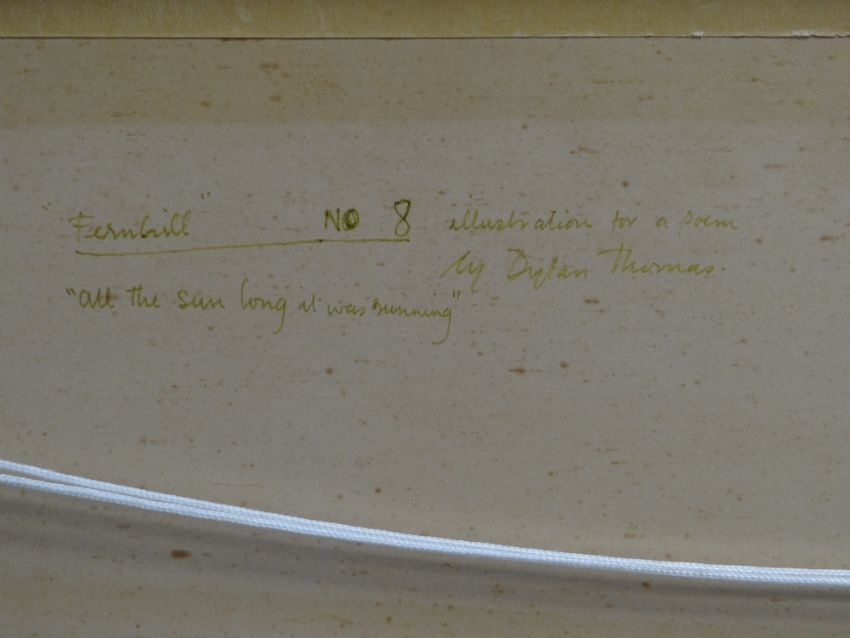 "Fernhill" NO 8 illustration for a poem
by Dylan Thomas.
"all the sun long it was running"